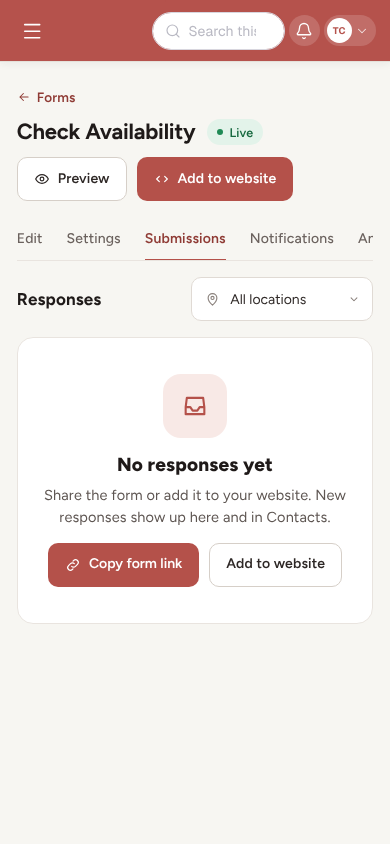 Search this
TC
Forms
Check Availability
Live
Preview
Add to website
Edit
Settings
Submissions
Notifications
An
Responses
All locations
No responses yet
Share the form or add it to your website. New
responses show up here and in Contacts.
Copy form link
Add to website